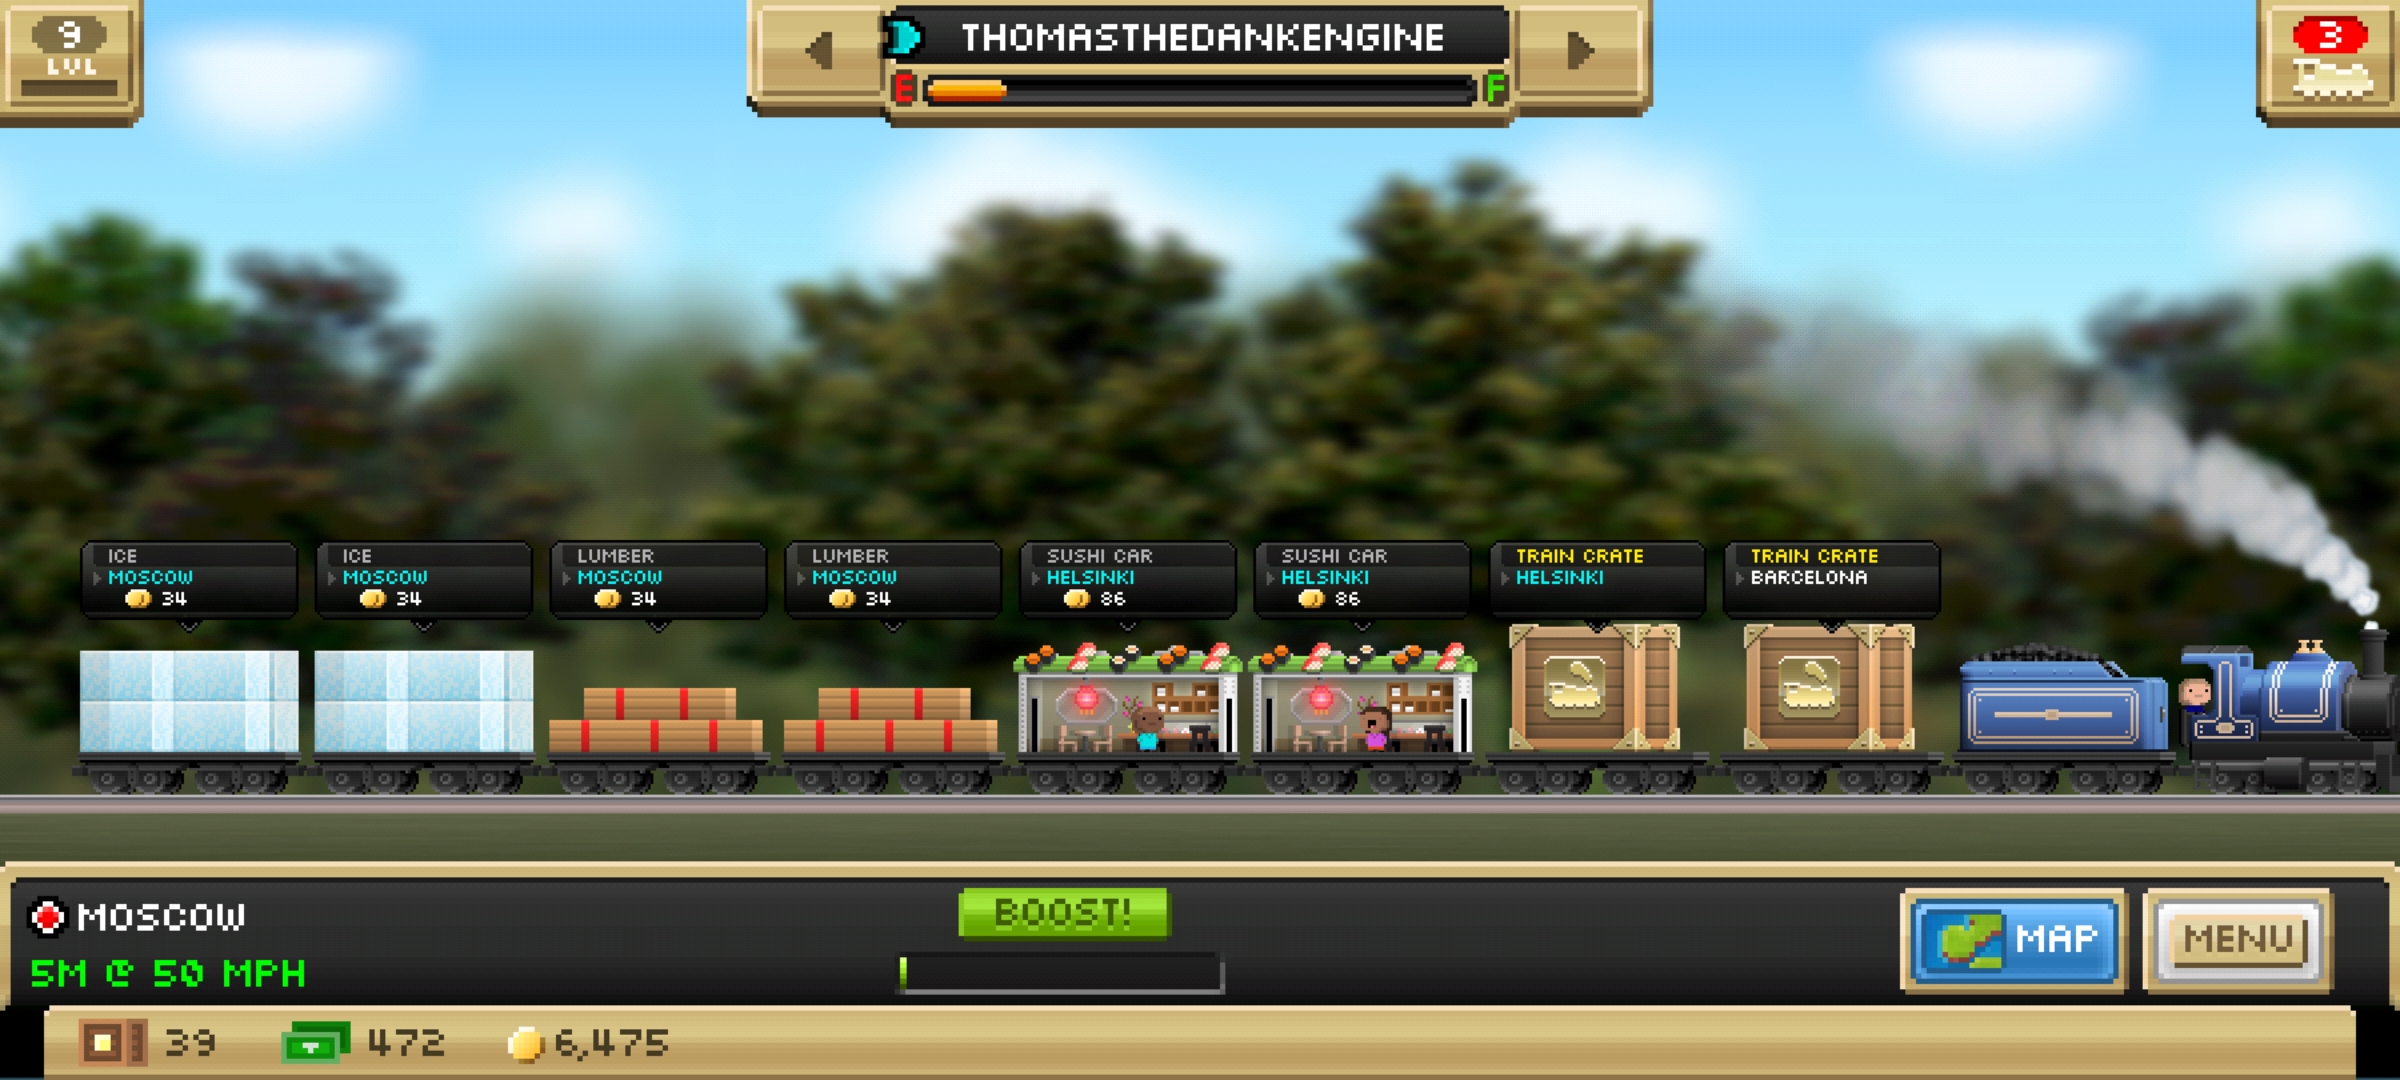 9
LVL
THOMASTHEDANKENGINE
E F
3
ICE
MOSCOW
34
ICE
MOSCOW
34
LUMBER
MOSCOW
34
LUMBER
MOSCOW
34
SUSHI CAR
HELSINKI
86
SUSHI CAR
HELSINKI
86
TRAIN CRATE
HELSINKI
TRAIN CRATE
BARCELONA
MOSCOW
5M @ 50 MPH
BOOST!
MAP
MENU
39 472 6,475